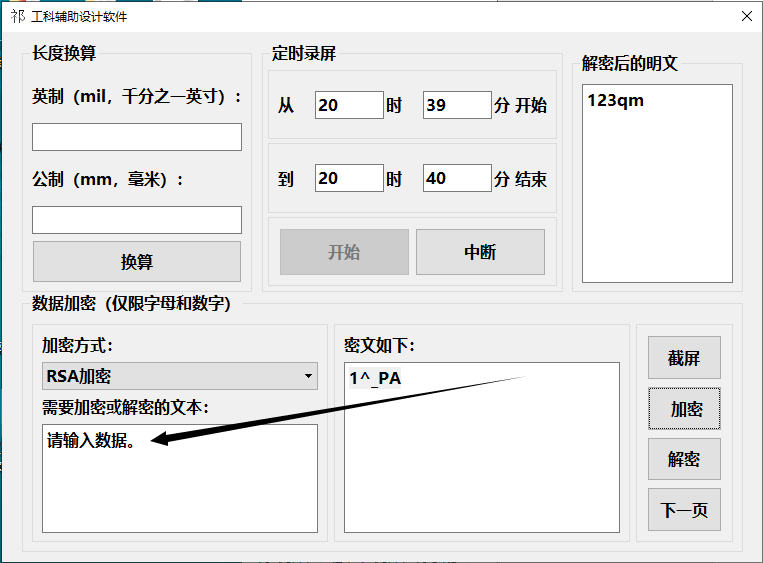 祁 工科辅助设计软件
长度换算
英制（mil，千分之一英寸）：
公制（mm，毫米）：
换算
定时录屏
从 20 时 39 分 开始
到 20 时 40 分 结束
开始 中断
解密后的明文
123qm
数据加密（仅限字母和数字）
加密方式：
RSA加密
需要加密或解密的文本：
请输入数据。
密文如下：
1^_PA
截屏
加密
解密
下一页